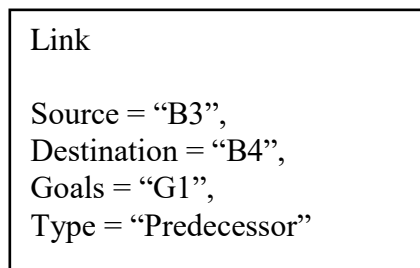 Link
Source = “B3”,
Destination = “B4”,
Goals = “G1”,
Type = “Predecessor”